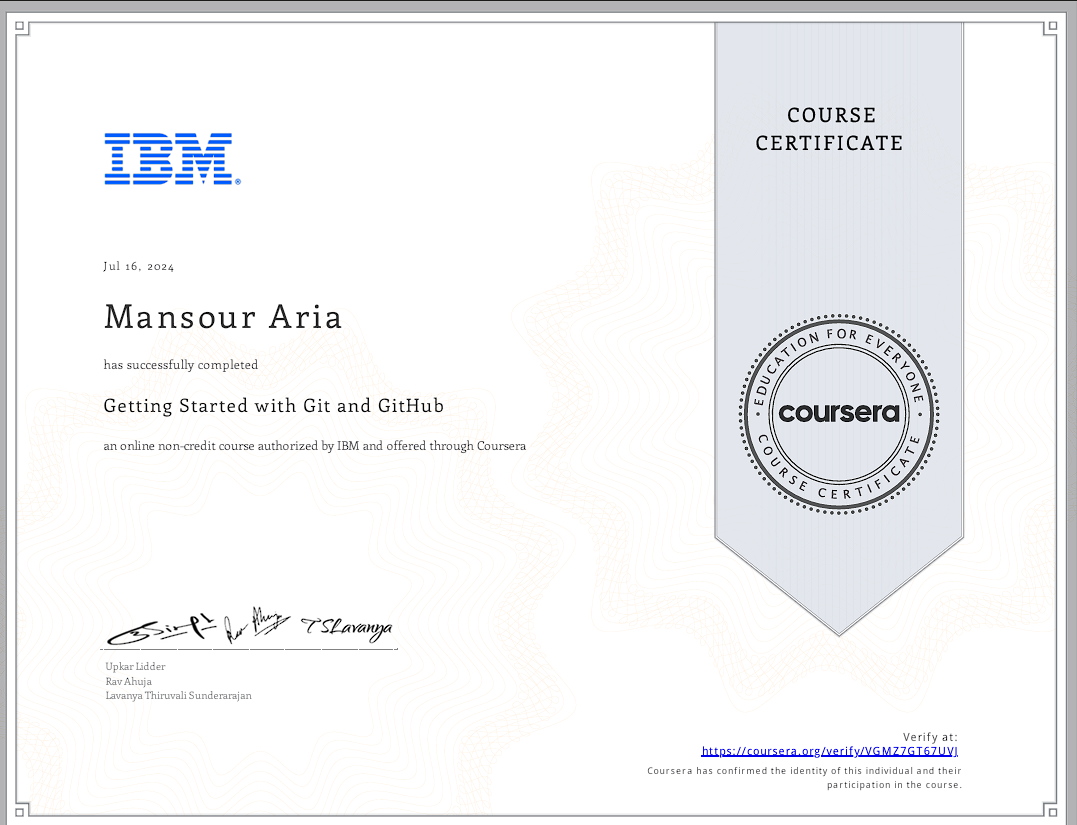 COURSE
CERTIFICATE
IBM®
Jul 16, 2024
Mansour Aria
has successfully completed
Getting Started with Git and GitHub
an online non-credit course authorized by IBM and offered through Coursera
EDUCATION FOR EVERYONE
coursera
COURSE CERTIFICATE
TSLavanya
Upkar Lidder
Rav Ahuja
Lavanya Thiruvali Sunderarajan
Verify at:
https://coursera.org/verify/VGMZ7GT67UVJ
Coursera has confirmed the identity of this individual and their
participation in the course.